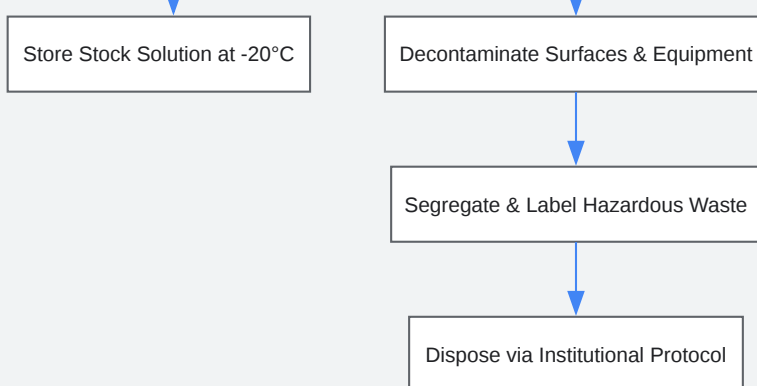 Store Stock Solution at -20°C
Decontaminate Surfaces & Equipment
Segregate & Label Hazardous Waste
Dispose via Institutional Protocol